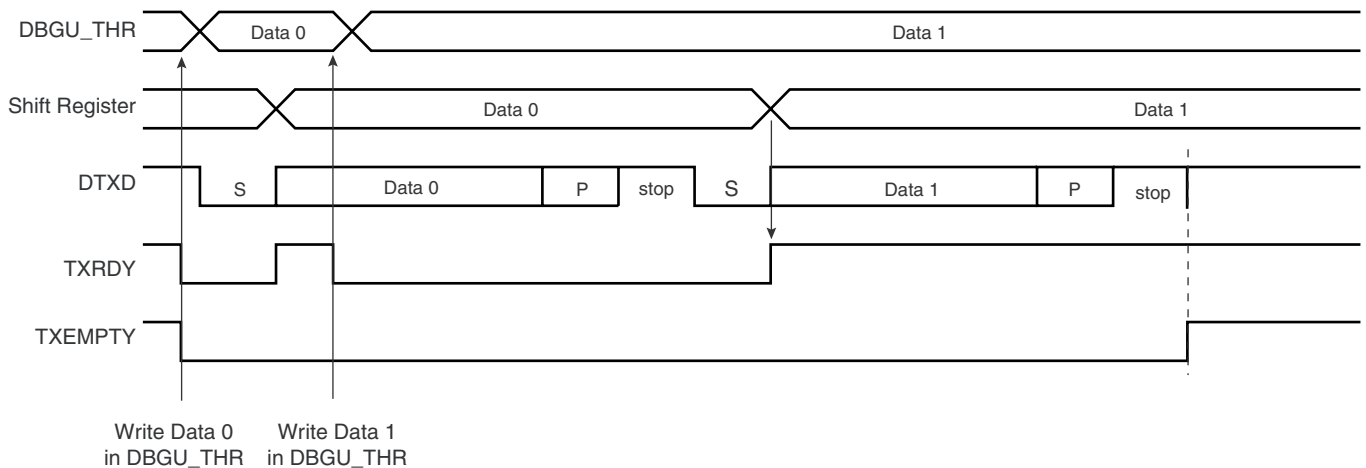 DBGU_THR
Data 0
Data 1
Shift Register
Data 0
Data 1
DTXD
S
Data 0
P
stop
S
Data 1
P
stop
TXRDY
TXEMPTY
Write Data 0
in DBGU_THR
Write Data 1
in DBGU_THR